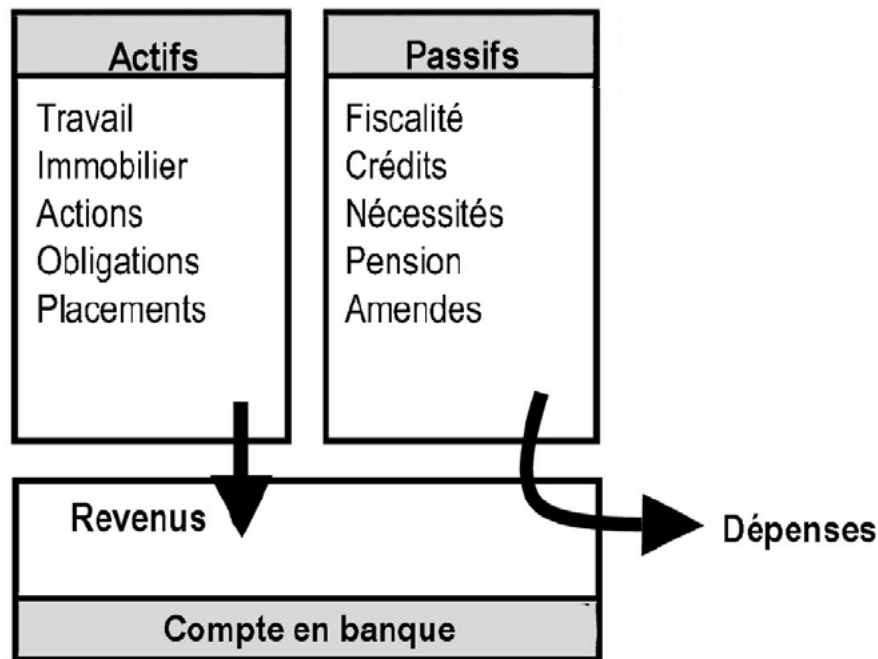 Actifs
Travail
Immobilier
Actions
Obligations
Placements
Passifs
Fiscalité
Crédits
Nécessités
Pension
Amendes
Revenus
Dépenses
Compte en banque